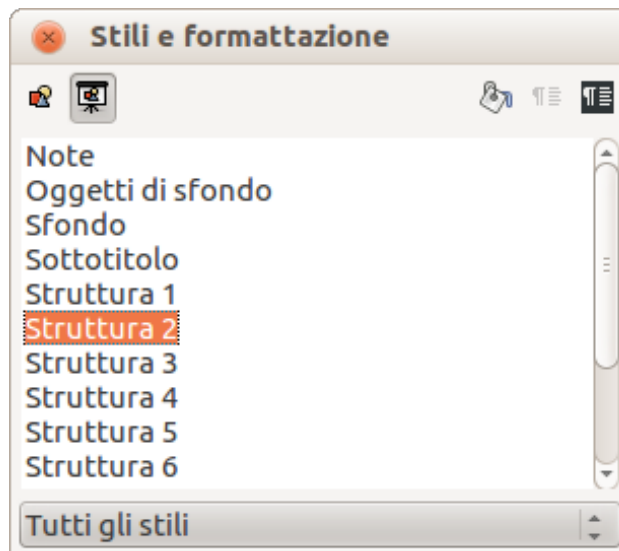 Stili e formattazione
Note
Oggetti di sfondo
Sfondo
Sottotitolo
Struttura 1
Struttura 2
Struttura 3
Struttura 4
Struttura 5
Struttura 6
Tutti gli stili